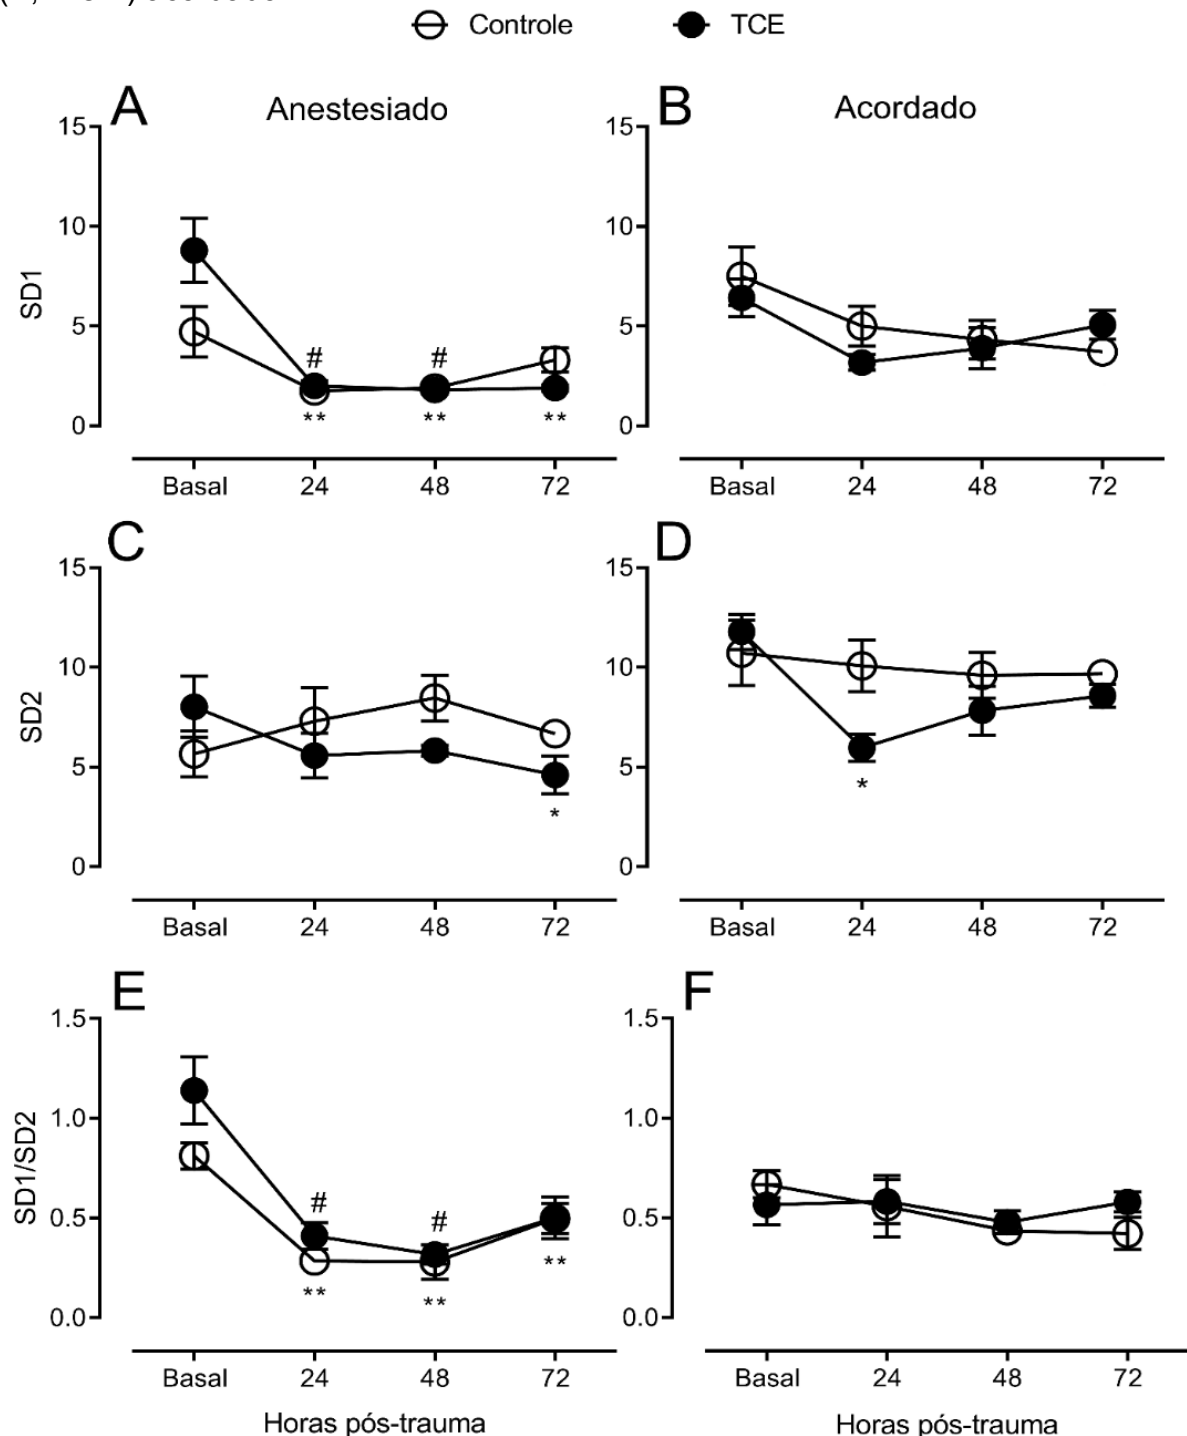 Controle TCE
A Anestesiado B Acordado
15 15
10 10
SD1
5 5
# #
0 0
** ** **
Basal 24 48 72 Basal 24 48 72
C D
15 15
10 10
SD2
5 5
* *
0 0
Basal 24 48 72 Basal 24 48 72
E F
1.5 1.5
1.0 1.0
SD1/SD2
# #
0.5 0.5
** ** **
0.0 0.0
Basal 24 48 72 Basal 24 48 72
Horas pós-trauma Horas pós-trauma